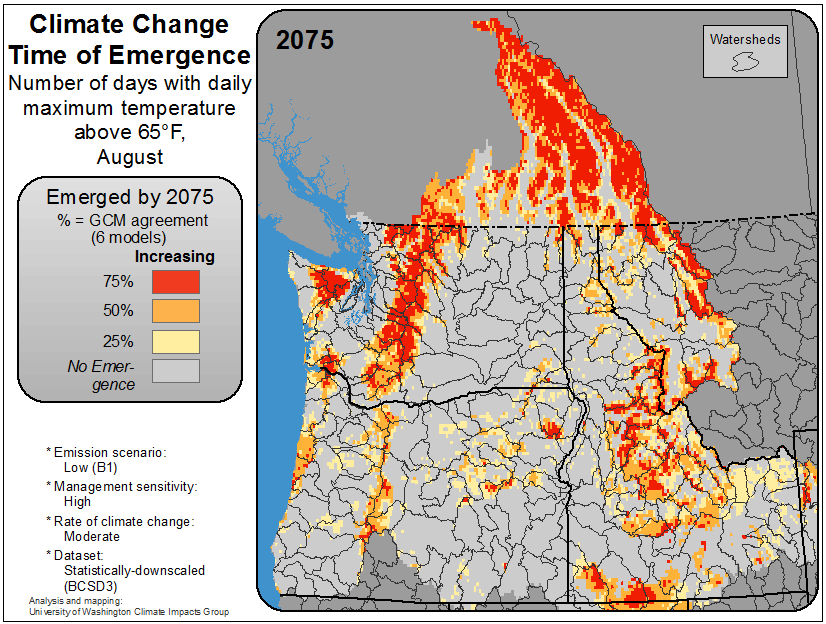 Climate Change
Time of Emergence
Number of days with daily
maximum temperature
above 65°F,
August
Emerged by 2075
% = GCM agreement
(6 models)
Increasing
75%
50%
25%
No Emer-
gence
* Emission scenario:
Low (B1)
* Management sensitivity:
High
* Rate of climate change:
Moderate
* Dataset:
Statistically-downscaled
(BCSD3)
Analysis and mapping:
University of Washington Climate Impacts Group
2075
Watersheds